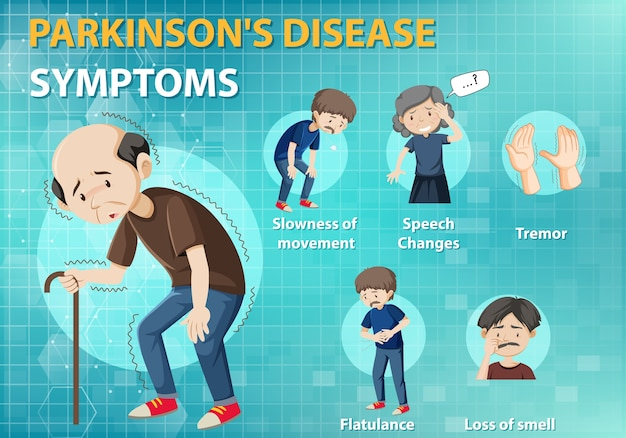 PARKINSON'S DISEASE
SYMPTOMS
...?
Slowness of
movement
Speech
Changes
Tremor
Flatulance
Loss of smell